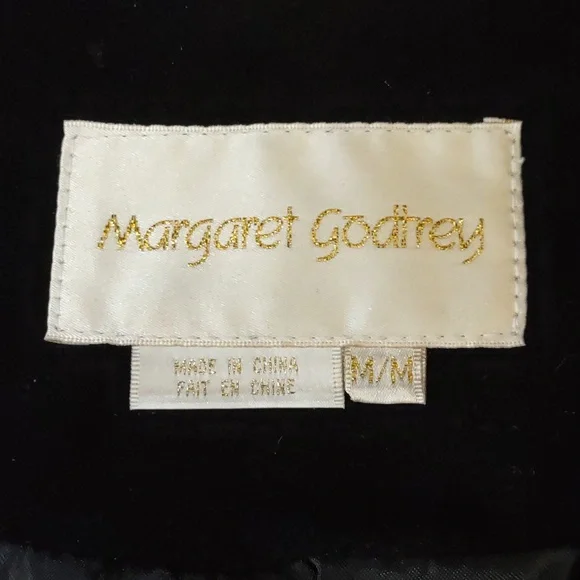 Margaret Godfrey
MADE IN CHINA
FAIT EN CHINE
M/M